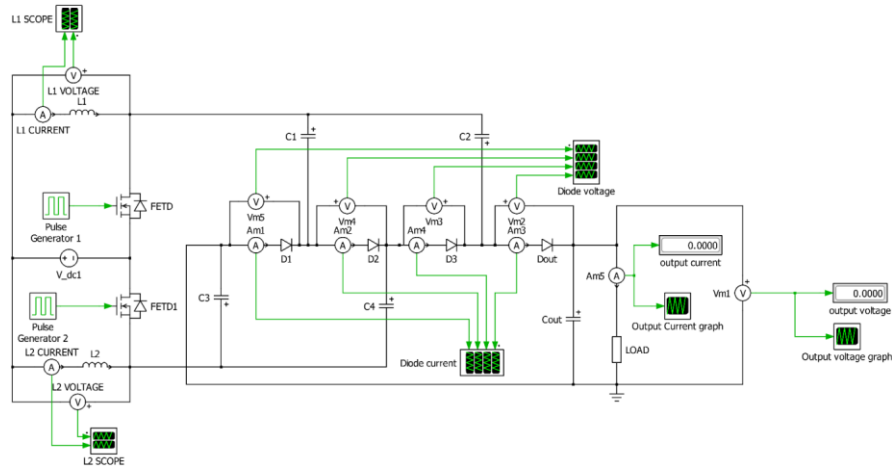 L1 SCOPE
V
L1 VOLTAGE
L1
A
L1 CURRENT
C1
C2
Diode voltage
Pulse
Generator 1
FETD
V
Vm5
Am1
A
D1
V
Vm4
Am2
A
D2
V
Vm3
Am4
A
D3
V
Vm2
Am3
A
Dout
V
V_dc1
Pulse
Generator 2
FETD1
C3
C4
Cout
Am5
A
0.0000
output current
Output Current graph
LOAD
Vm1
V
0.0000
output voltage
Output voltage graph
L2 CURRENT
A
L2
L2 VOLTAGE
V
L2 SCOPE
Diode current